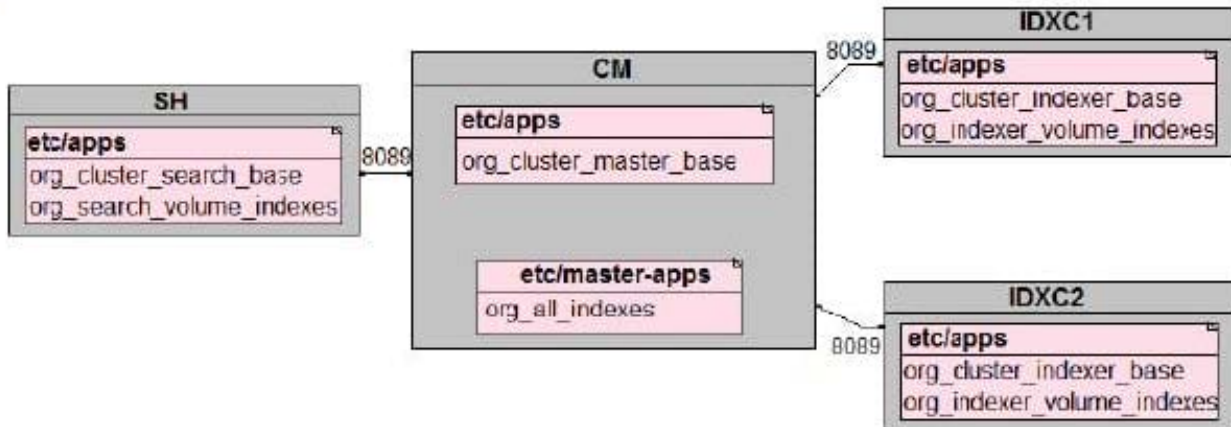 SH
etc/apps
org_cluster_search_base
org_search_volume_indexes
8089
CM
etc/apps
org_cluster_master_base
etc/master-apps
org_all_indexes
8089
IDXC1
etc/apps
org_cluster_indexer_base
org_indexer_volume_indexes
8089
IDXC2
etc/apps
org_cluster_indexer_base
org_indexer_volume_indexes